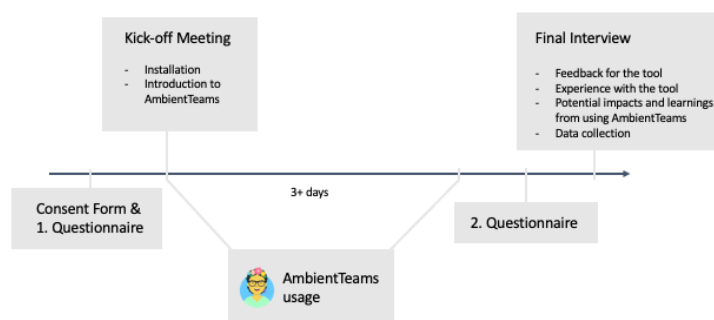 Kick-off Meeting
- Installation
- Introduction to
AmbientTeams
Final Interview
- Feedback for the tool
- Experience with the tool
- Potential impacts and learnings
from using AmbientTeams
- Data collection
3+ days
Consent Form &
1. Questionnaire
2. Questionnaire
AmbientTeams
usage